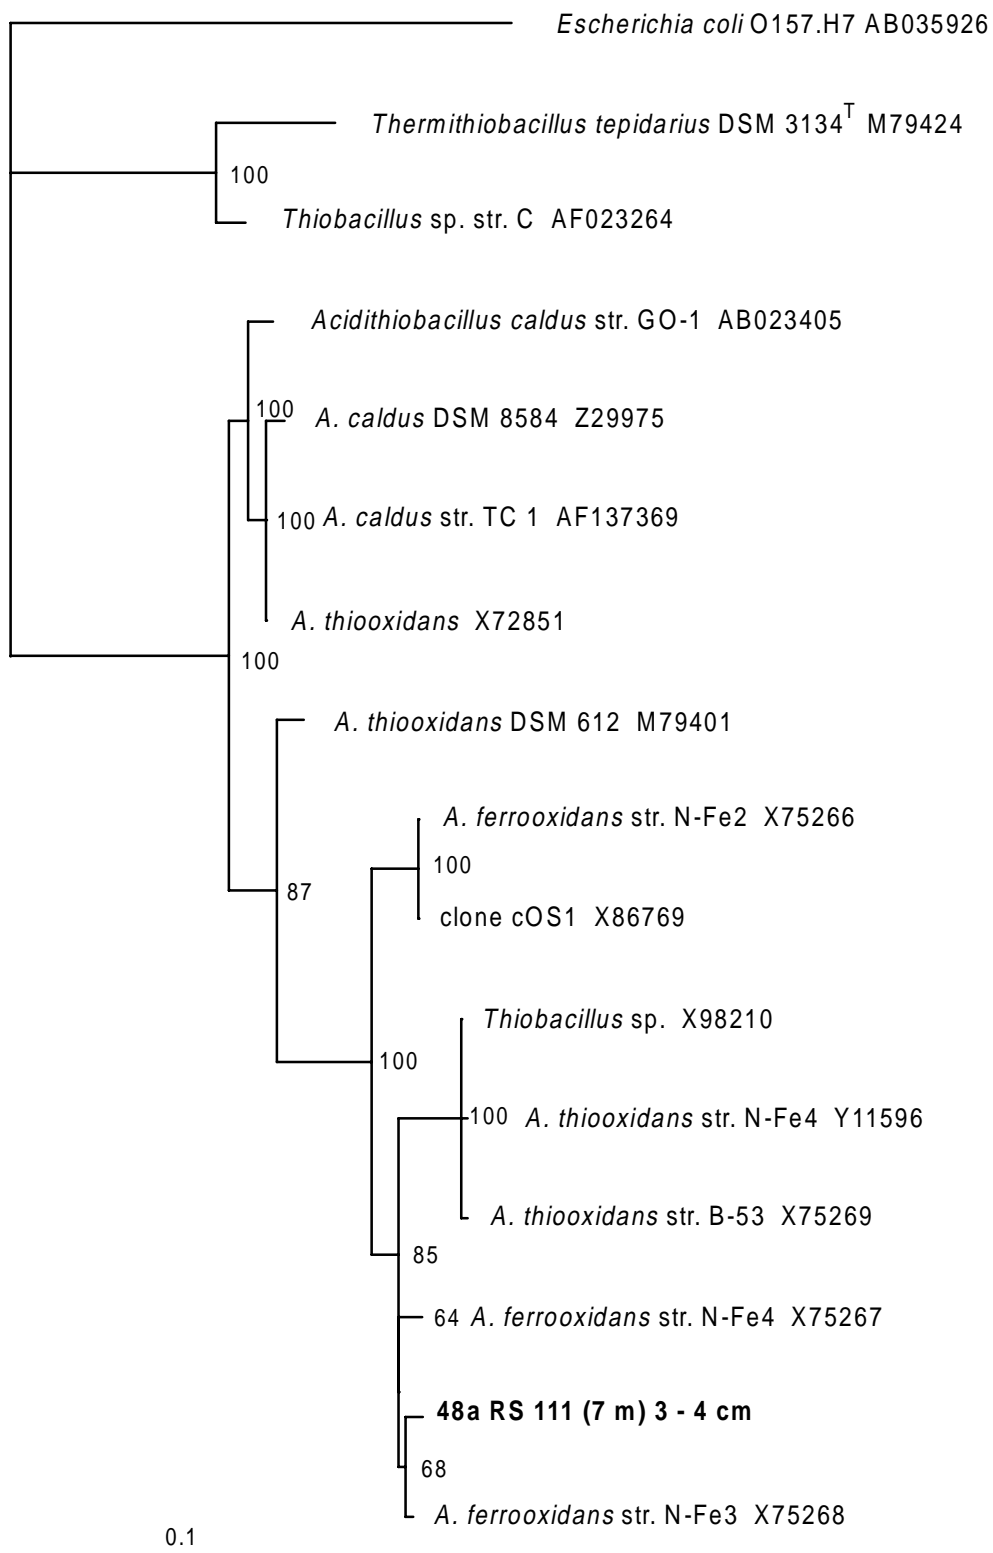 Escherichia coli O157.H7 AB035926
Thermithiobacillus tepidarius DSM 3134T M79424
100
Thiobacillus sp. str. C AF023264
Acidithiobacillus caldus str. GO-1 AB023405
100
A. caldus DSM 8584 Z29975
100 A. caldus str. TC 1 AF137369
A. thiooxidans X72851
100
A. thiooxidans DSM 612 M79401
A. ferrooxidans str. N-Fe2 X75266
100
87
clone cOS1 X86769
Thiobacillus sp. X98210
100
100 A. thiooxidans str. N-Fe4 Y11596
A. thiooxidans str. B-53 X75269
85
64 A. ferrooxidans str. N-Fe4 X75267
48a RS 111 (7 m) 3 - 4 cm
68
A. ferrooxidans str. N-Fe3 X75268
0.1